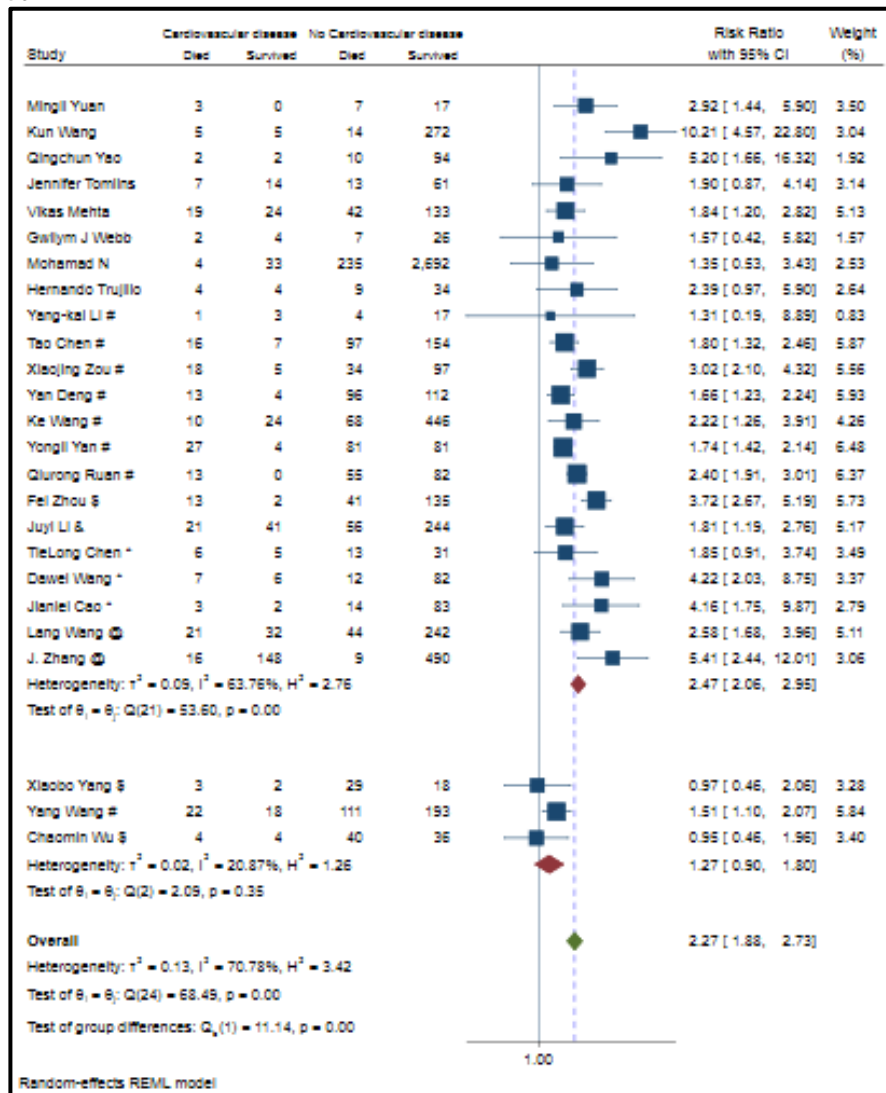 Cardiovascular disease No Cardiovascular disease Risk Ratio Weight
Study Died Survived Died Survived with 95% CI (%)
Mingli Yuan 3 0 7 17 2.92 [ 1.44, 5.90] 3.50
Kun Wang 5 5 14 272 10.21 [ 4.57, 22.80] 3.04
Qingchun Yao 2 2 10 94 5.20 [ 1.66, 16.32] 1.92
Jennifer Tomlins 7 14 13 61 1.90 [ 0.87, 4.14] 3.14
Vikas Mehta 19 24 42 133 1.84 [ 1.20, 2.82] 5.13
Gwilym J Webb 2 4 7 26 1.57 [ 0.42, 5.82] 1.57
Mohamad N 4 33 235 2,692 1.35 [ 0.53, 3.43] 2.53
Hernando Trujillo 4 4 9 34 2.39 [ 0.97, 5.90] 2.64
Yang-kai Li # 1 3 4 17 1.31 [ 0.19, 8.89] 0.83
Tao Chen # 16 7 97 154 1.80 [ 1.32, 2.46] 5.87
Xiaojing Zou # 18 5 34 97 3.02 [ 2.10, 4.32] 5.56
Yan Deng # 13 4 96 112 1.66 [ 1.23, 2.24] 5.93
Ke Wang # 10 24 68 446 2.22 [ 1.26, 3.91] 4.26
Yongli Yan # 27 4 81 81 1.74 [ 1.42, 2.14] 6.48
Qiurong Ruan # 13 0 55 82 2.40 [ 1.91, 3.01] 6.37
Fei Zhou $ 13 2 41 135 3.72 [ 2.67, 5.19] 5.73
Juyi Li & 21 41 56 244 1.81 [ 1.19, 2.76] 5.17
TieLong Chen ^ 6 5 13 31 1.85 [ 0.91, 3.74] 3.49
Dawei Wang ^ 7 6 12 82 4.22 [ 2.03, 8.75] 3.37
Jianlei Cao ^ 3 2 14 83 4.16 [ 1.75, 9.87] 2.79
Lang Wang @ 21 32 44 242 2.58 [ 1.68, 3.96] 5.11
J. Zhang @ 16 148 9 490 5.41 [ 2.44, 12.01] 3.06
Heterogeneity: τ² = 0.09, I² = 63.76%, H² = 2.76 2.47 [ 2.06, 2.95]
Test of θᵢ = θⱼ: Q(21) = 53.60, p = 0.00
Xiaobo Yang $ 3 2 29 18 0.97 [ 0.46, 2.06] 3.28
Yang Wang # 22 18 111 193 1.51 [ 1.10, 2.07] 5.84
Chaomin Wu $ 4 4 40 36 0.95 [ 0.46, 1.96] 3.40
Heterogeneity: τ² = 0.02, I² = 20.87%, H² = 1.26 1.27 [ 0.90, 1.80]
Test of θᵢ = θⱼ: Q(2) = 2.09, p = 0.35
Overall 2.27 [ 1.88, 2.73]
Heterogeneity: τ² = 0.13, I² = 70.78%, H² = 3.42
Test of θᵢ = θⱼ: Q(24) = 68.49, p = 0.00
Test of group differences: Q_b(1) = 11.14, p = 0.00
1.00
Random-effects REML model